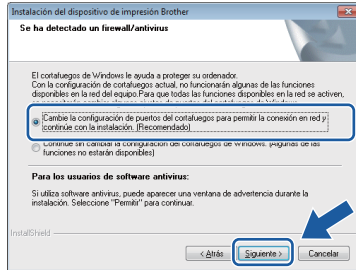 Instalación del dispositivo de impresión Brother
Se ha detectado un firewall/antivirus
El cortafuegos de Windows le ayuda a proteger su ordenador.
Con la configuración de cortafuegos actual, no funcionarán algunas de las funciones
disponibles en la red del equipo.Para que todas las funciones disponibles en la red se activen,
Cambie la configuración de puertos del cortafuegos para permitir la conexión en red y
continúe con la instalación. (Recomendado)
Continúe sin cambiar la configuración del cortafuegos de Windows. (Algunas de las
funciones no estarán disponibles)
Para los usuarios de software antivirus:
Si utiliza software antivirus, puede aparecer una ventana de advertencia durante la
instalación. Seleccione "Permitir" para continuar.
InstallShield
< Atrás
Siguiente >
Cancelar